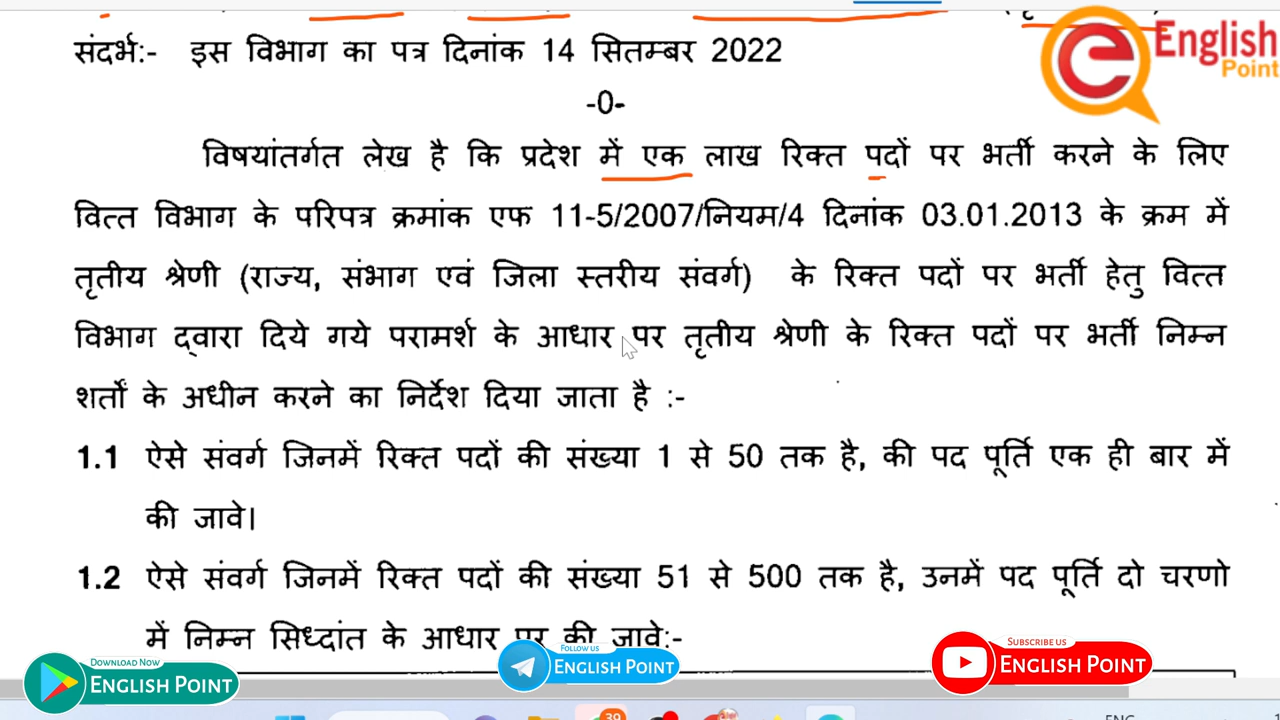 English
Point
संदर्भ:- इस विभाग का पत्र दिनांक 14 सितम्बर 2022
-0-
विषयांतर्गत लेख है कि प्रदेश में एक लाख रिक्त पदों पर भर्ती करने के लिए
वित्त विभाग के परिपत्र क्रमांक एफ 11-5/2007/नियम/4 दिनांक 03.01.2013 के क्रम में
तृतीय श्रेणी (राज्य, संभाग एवं जिला स्तरीय संवर्ग) के रिक्त पदों पर भर्ती हेतु वित्त
विभाग द्वारा दिये गये परामर्श के आधार पर तृतीय श्रेणी के रिक्त पदों पर भर्ती निम्न
शर्तों के अधीन करने का निर्देश दिया जाता है :-
1.1 ऐसे संवर्ग जिनमें रिक्त पदों की संख्या 1 से 50 तक है, की पद पूर्ति एक ही बार में
की जावे।
1.2 ऐसे संवर्ग जिनमें रिक्त पदों की संख्या 51 से 500 तक है, उनमें पद पूर्ति दो चरणो
में निम्न सिध्दांत के आधार पर की जावे:-
Download Now
English Point
Follow us
English Point
Subscribe us
English Point
39
ENG